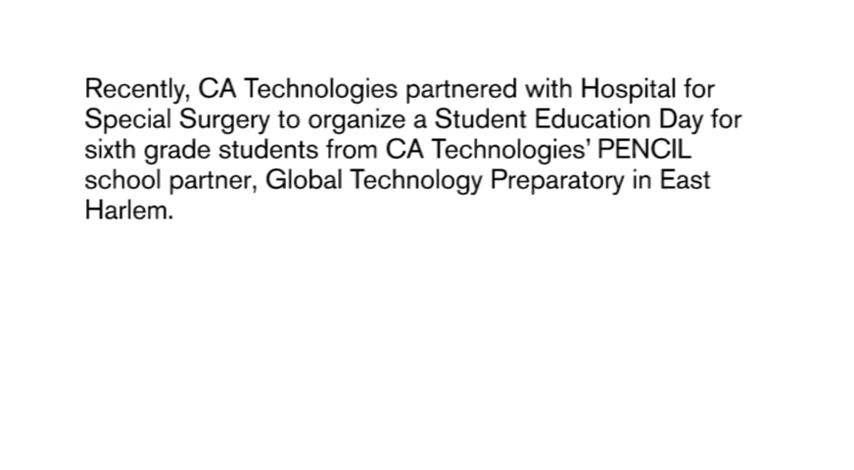 Recently, CA Technologies partnered with Hospital for
Special Surgery to organize a Student Education Day for
sixth grade students from CA Technologies’ PENCIL
school partner, Global Technology Preparatory in East
Harlem.